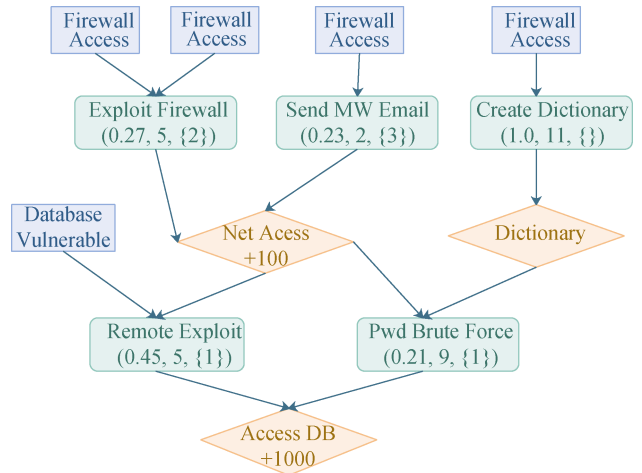 Firewall
Access
Firewall
Access
Firewall
Access
Firewall
Access
Exploit Firewall
(0.27, 5, {2})
Send MW Email
(0.23, 2, {3})
Create Dictionary
(1.0, 11, {})
Database
Vulnerable
Net Acess
+100
Dictionary
Remote Exploit
(0.45, 5, {1})
Pwd Brute Force
(0.21, 9, {1})
Access DB
+1000